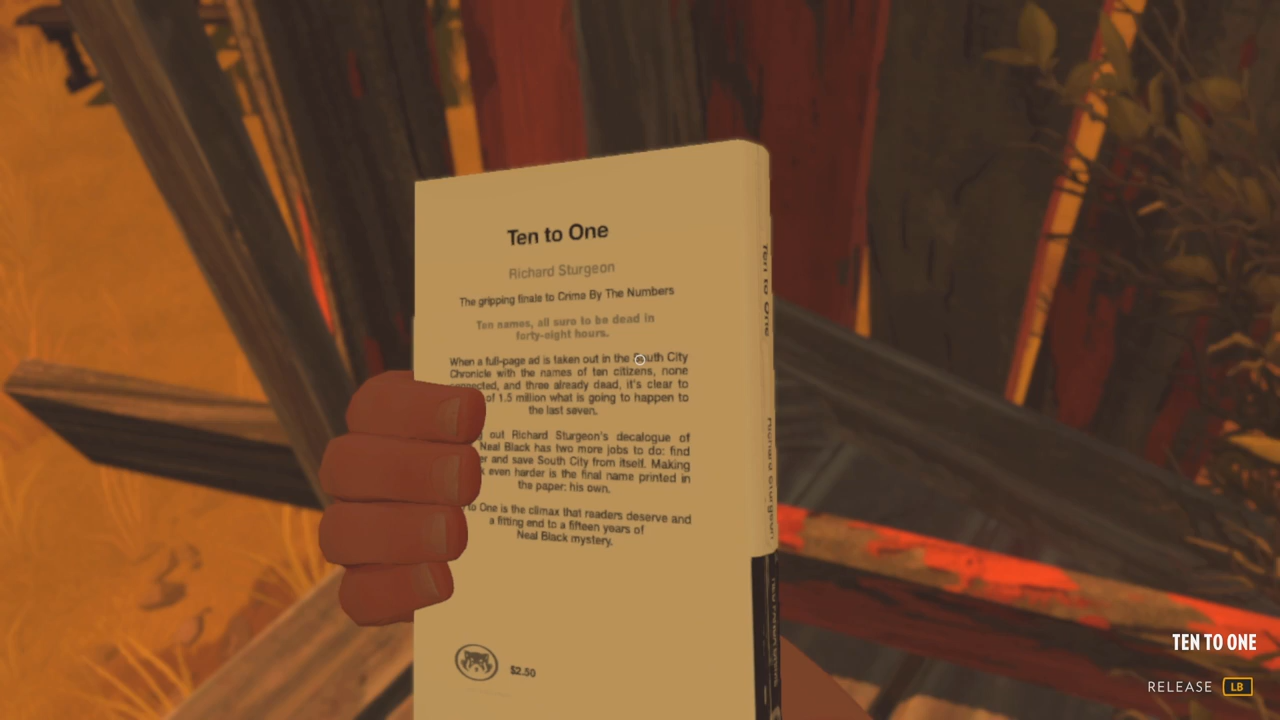 Ten to One
Richard Sturgeon
The gripping finale to Crime By The Numbers
Ten names, all sure to be dead in
forty-eight hours.
When a full-page ad is taken out in the South City
Chronicle with the names of ten citizens, none
and three already dead, it's clear to
of 1.5 million what is going to happen to
the last seven.
out Richard Sturgeon's decalogue of
Neal Black has two more jobs to do: find
and save South City from itself. Making
even harder is the final name printed in
the paper: his own.
to One is the climax that readers deserve and
a fitting end to a fifteen years of
Neal Black mystery.
$2.50
Ten to One
Richard Sturgeon
TEN TO ONE
RELEASE LB